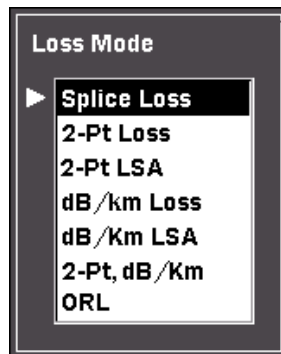 Loss Mode
Splice Loss
2-Pt Loss
2-Pt LSA
dB/km Loss
dB/Km LSA
2-Pt, dB/Km
ORL